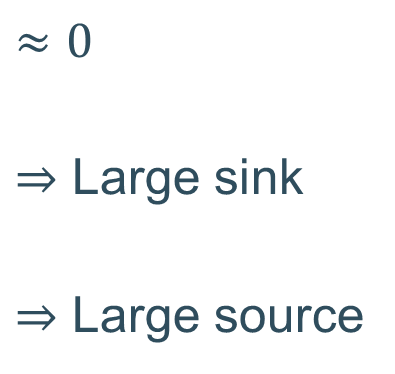 ≈ 0
⇒ Large sink
⇒ Large source